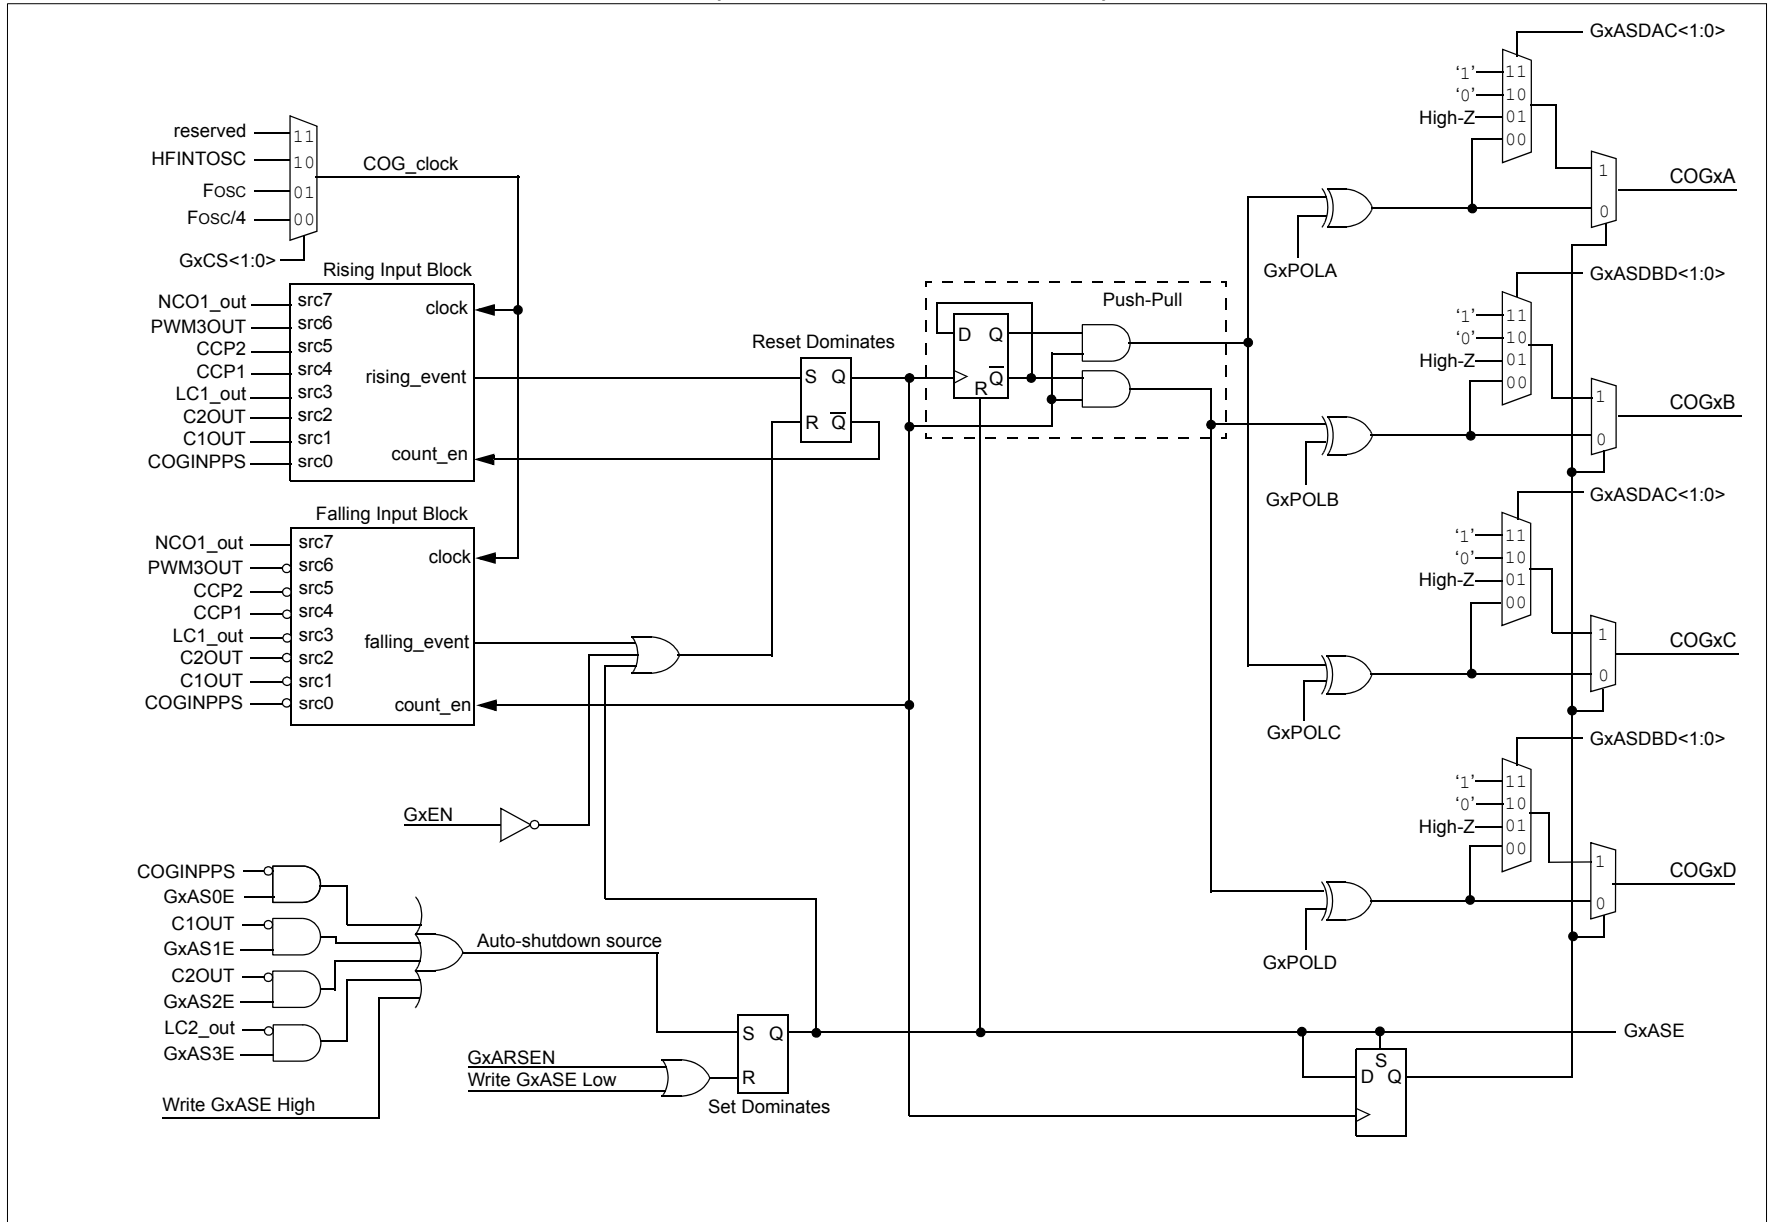 reserved
HFINTOSC
FOSC
FOSC/4
11
10
01
00
GxCS<1:0>
COG_clock
Rising Input Block
NCO1_out
PWM3OUT
CCP2
CCP1
LC1_out
C2OUT
C1OUT
COGINPPS
src7
src6
src5
src4
src3
src2
src1
src0
clock
rising_event
count_en
Falling Input Block
NCO1_out
PWM3OUT
CCP2
CCP1
LC1_out
C2OUT
C1OUT
COGINPPS
src7
src6
src5
src4
src3
src2
src1
src0
clock
falling_event
count_en
GxEN
COGINPPS
GxAS0E
C1OUT
GxAS1E
C2OUT
GxAS2E
LC2_out
GxAS3E
Write GxASE High
Auto-shutdown source
GxARSEN
Write GxASE Low
S Q
R
Set Dominates
Reset Dominates
S Q
R Q
Push-Pull
D Q
Q
R
GxASDAC<1:0>
‘1’ 11
‘0’ 10
High-Z 01
00
1
0
COGxA
GxPOLA
GxASDBD<1:0>
‘1’ 11
‘0’ 10
High-Z 01
00
1
0
COGxB
GxPOLB
GxASDAC<1:0>
‘1’ 11
‘0’ 10
High-Z 01
00
1
0
COGxC
GxPOLC
GxASDBD<1:0>
‘1’ 11
‘0’ 10
High-Z 01
00
1
0
COGxD
GxPOLD
GxASE
S
D Q